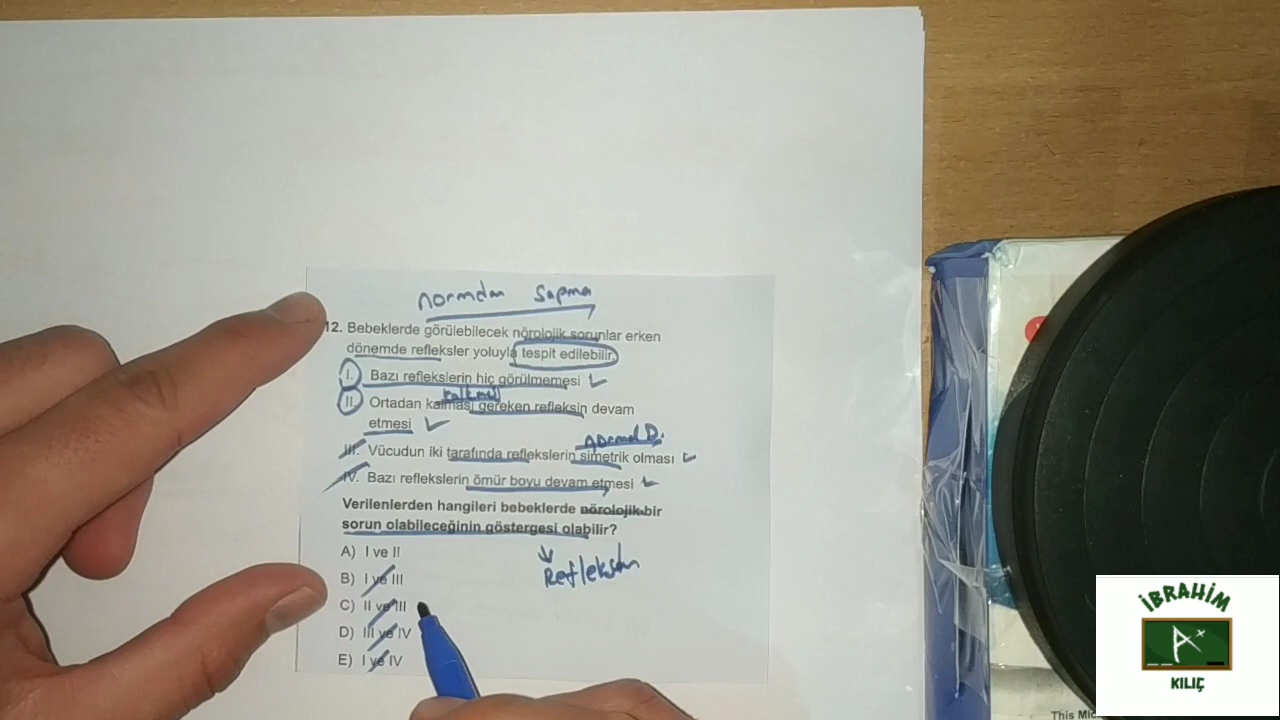 normdan sapma
12. Bebeklerde görülebilecek nörolojik sorunlar erken
dönemde refleksler yoluyla tespit edilebilir.
I. Bazı reflekslerin hiç görülmemesi
II. Ortadan kalması gereken refleksin devam
etmesi
III. Vücudun iki tarafında reflekslerin simetrik olması
IV. Bazı reflekslerin ömür boyu devam etmesi
Verilenlerden hangileri bebeklerde nörolojik bir
sorun olabileceğinin göstergesi olabilir?
A) I ve II
B) I ve III
C) II ve III
D) III ve IV
E) I ve IV
İBRAHİM
A+
KILIÇ
This Mic